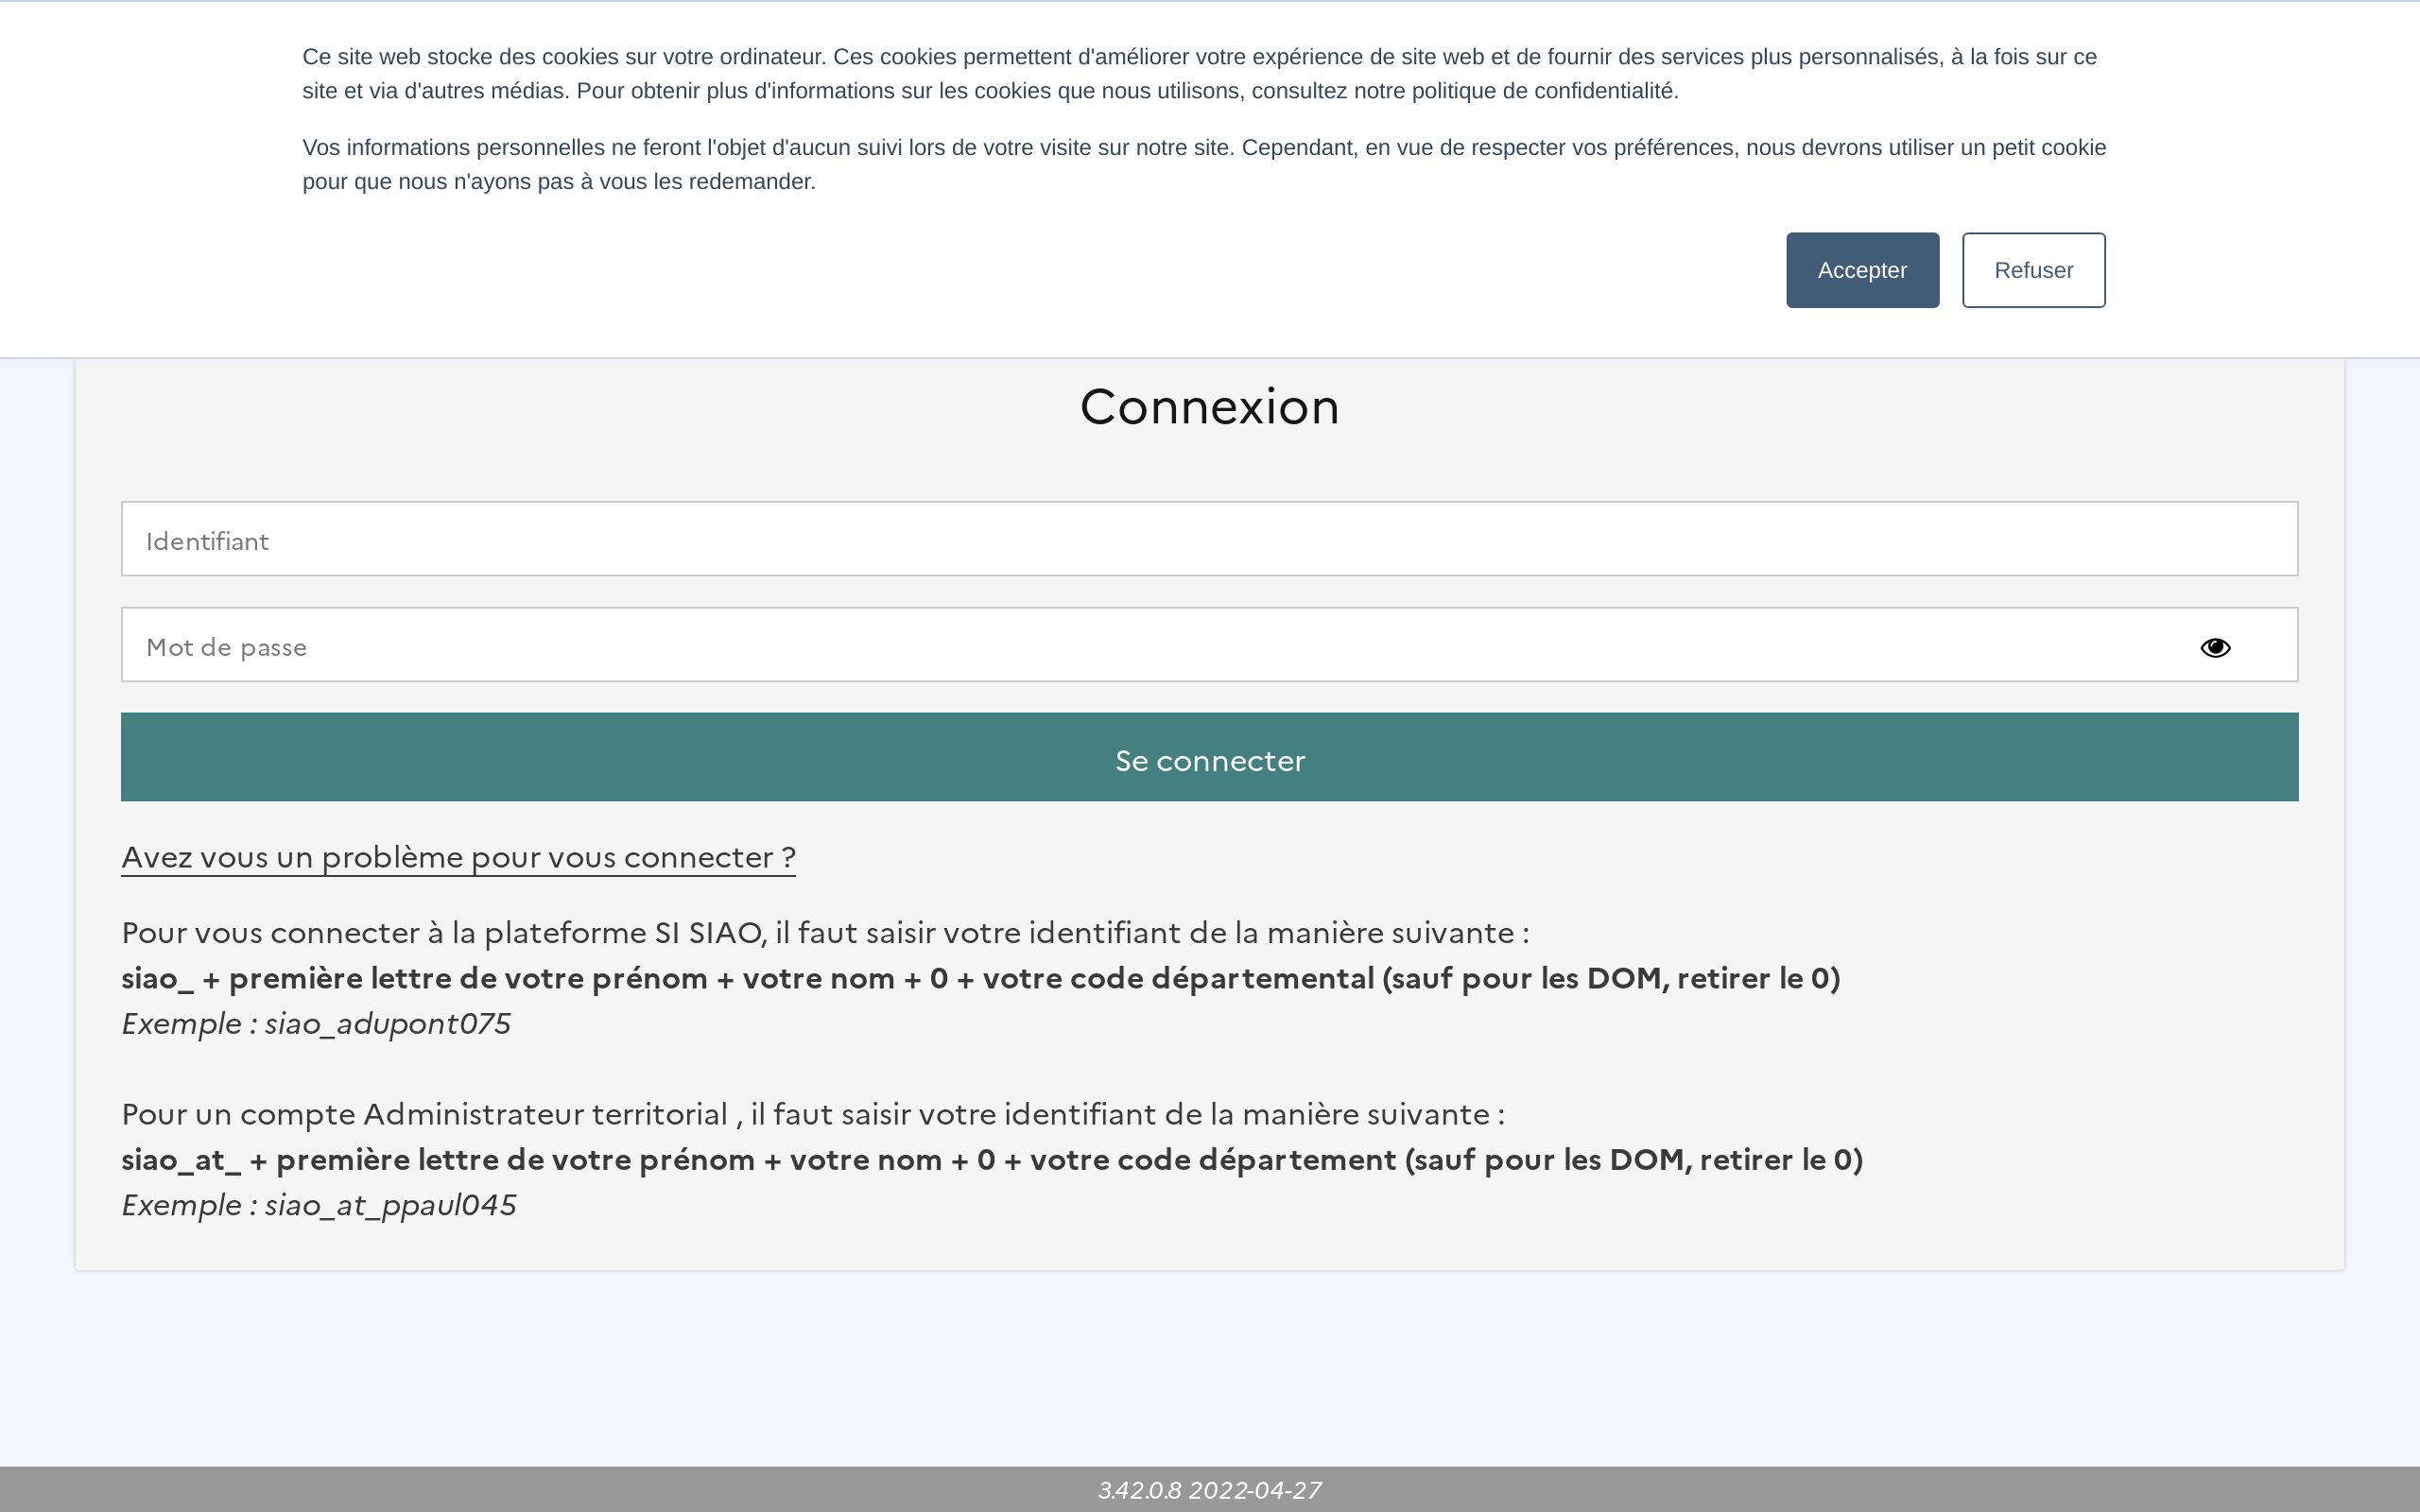 Ce site web stocke des cookies sur votre ordinateur. Ces cookies permettent d'améliorer votre expérience de site web et de fournir des services plus personnalisés, à la fois sur ce
site et via d'autres médias. Pour obtenir plus d'informations sur les cookies que nous utilisons, consultez notre politique de confidentialité.
Vos informations personnelles ne feront l'objet d'aucun suivi lors de votre visite sur notre site. Cependant, en vue de respecter vos préférences, nous devrons utiliser un petit cookie
pour que nous n'ayons pas à vous les redemander.
Accepter Refuser
Connexion
Identifiant
Mot de passe
Se connecter
Avez vous un problème pour vous connecter ?
Pour vous connecter à la plateforme SI SIAO, il faut saisir votre identifiant de la manière suivante :
siao_ + première lettre de votre prénom + votre nom + 0 + votre code départemental (sauf pour les DOM, retirer le 0)
Exemple : siao_adupont075
Pour un compte Administrateur territorial , il faut saisir votre identifiant de la manière suivante :
siao_at_ + première lettre de votre prénom + votre nom + 0 + votre code département (sauf pour les DOM, retirer le 0)
Exemple : siao_at_ppaul045
3.42.0.8 2022-04-27